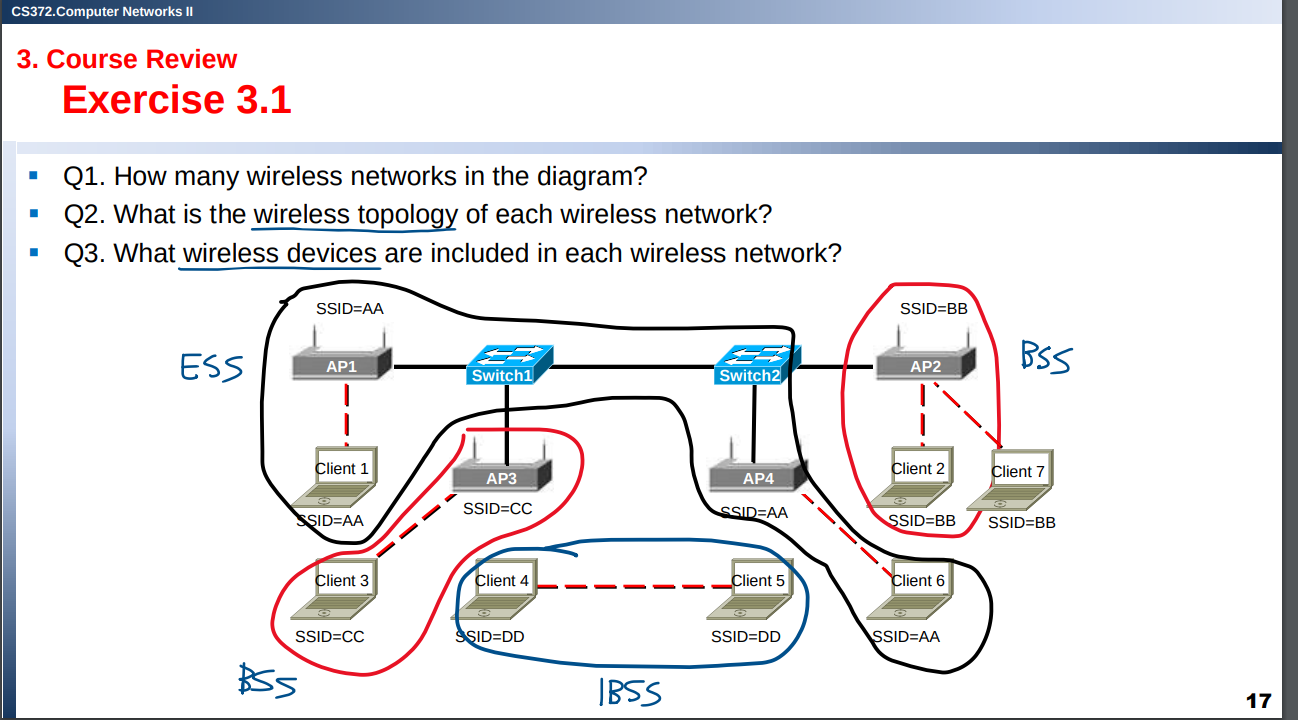 CS372.Computer Networks II
3. Course Review
Exercise 3.1
Q1. How many wireless networks in the diagram?
Q2. What is the wireless topology of each wireless network?
Q3. What wireless devices are included in each wireless network?
SSID=AA
SSID=BB
ESS
AP1
Switch1
Switch2
AP2
BSS
Client 1
AP3
AP4
Client 2
Client 7
SSID=AA
SSID=CC
SSID=AA
SSID=BB
SSID=BB
Client 3
Client 4
Client 5
Client 6
SSID=CC
SSID=DD
SSID=DD
SSID=AA
BSS
IBSS
17